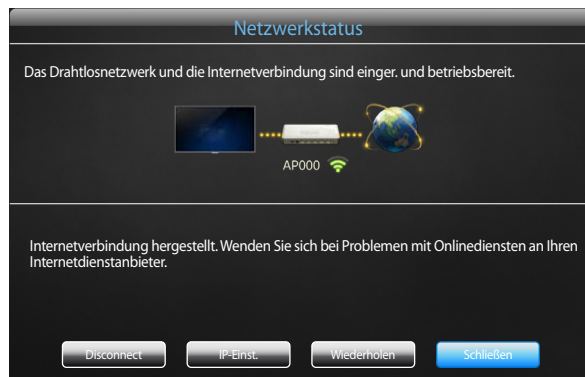 Netzwerkstatus
Das Drahtlosnetzwerk und die Internetverbindung sind einger. und betriebsbereit.
AP000
Internetverbindung hergestellt. Wenden Sie sich bei Problemen mit Onlinediensten an Ihren
Internetdienstanbieter.
Disconnect IP-Einst. Wiederholen Schließen